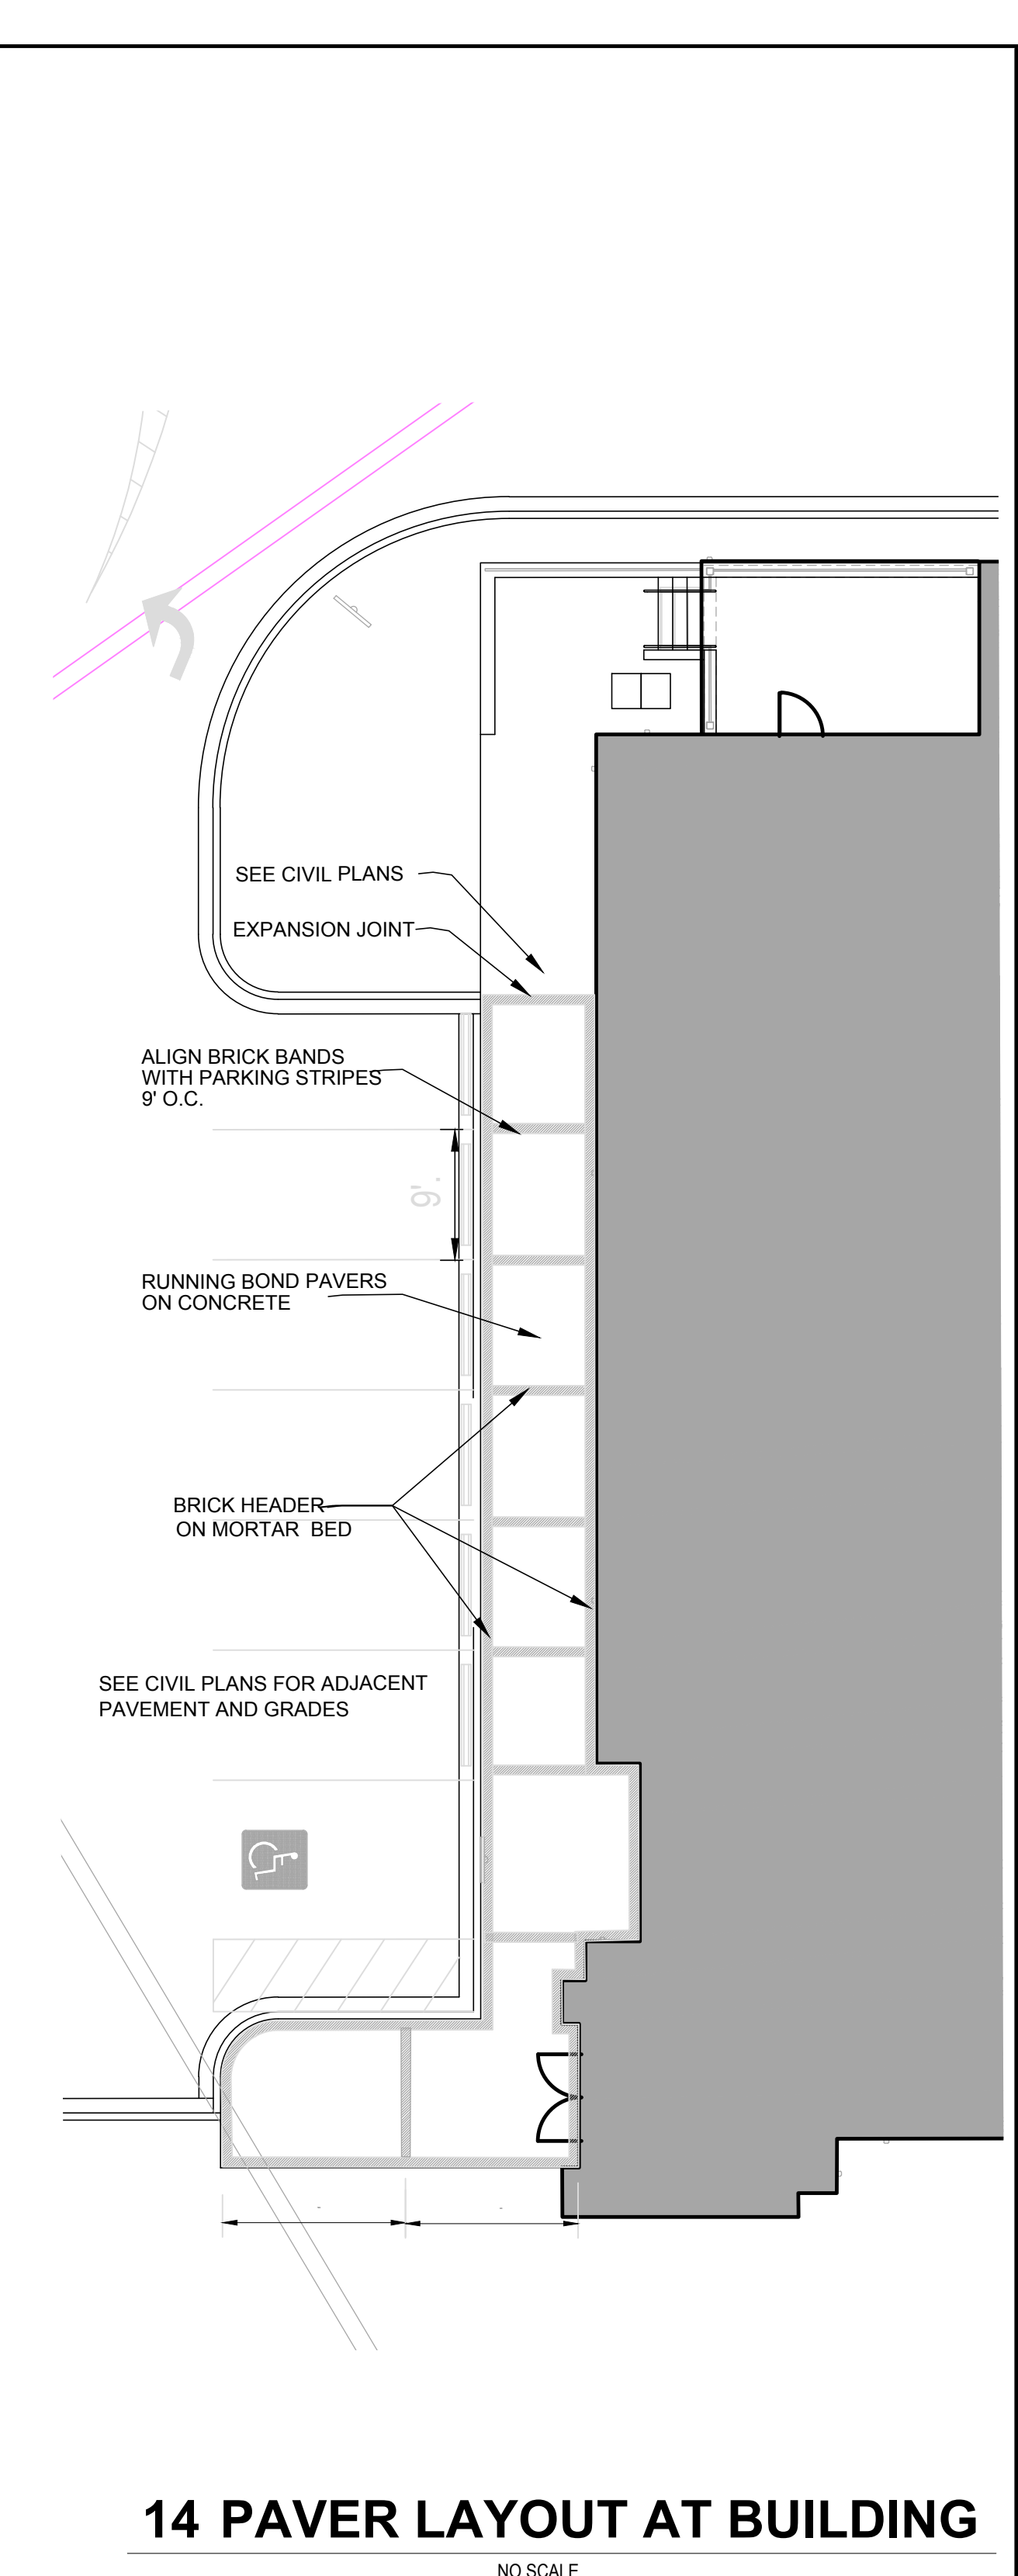 SEE CIVIL PLANS
EXPANSION JOINT
ALIGN BRICK BANDS
WITH PARKING STRIPES
9' O.C.
9'.
RUNNING BOND PAVERS
ON CONCRETE
BRICK HEADER
ON MORTAR BED
SEE CIVIL PLANS FOR ADJACENT
PAVEMENT AND GRADES
14 PAVER LAYOUT AT BUILDING
NO SCALE